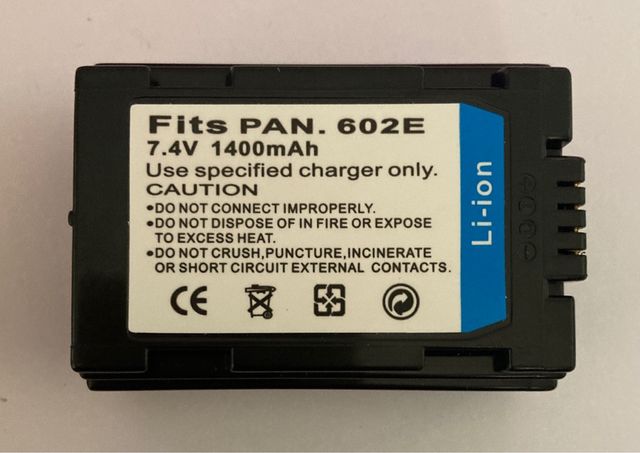 Fits PAN. 602E
7.4V 1400mAh
Use specified charger only.
CAUTION
•DO NOT CONNECT IMPROPERLY.
•DO NOT DISPOSE OF IN FIRE OR EXPOSE
TO EXCESS HEAT.
•DO NOT CRUSH,PUNCTURE,INCINERATE
OR SHORT CIRCUIT EXTERNAL CONTACTS.
CE
Li-ion